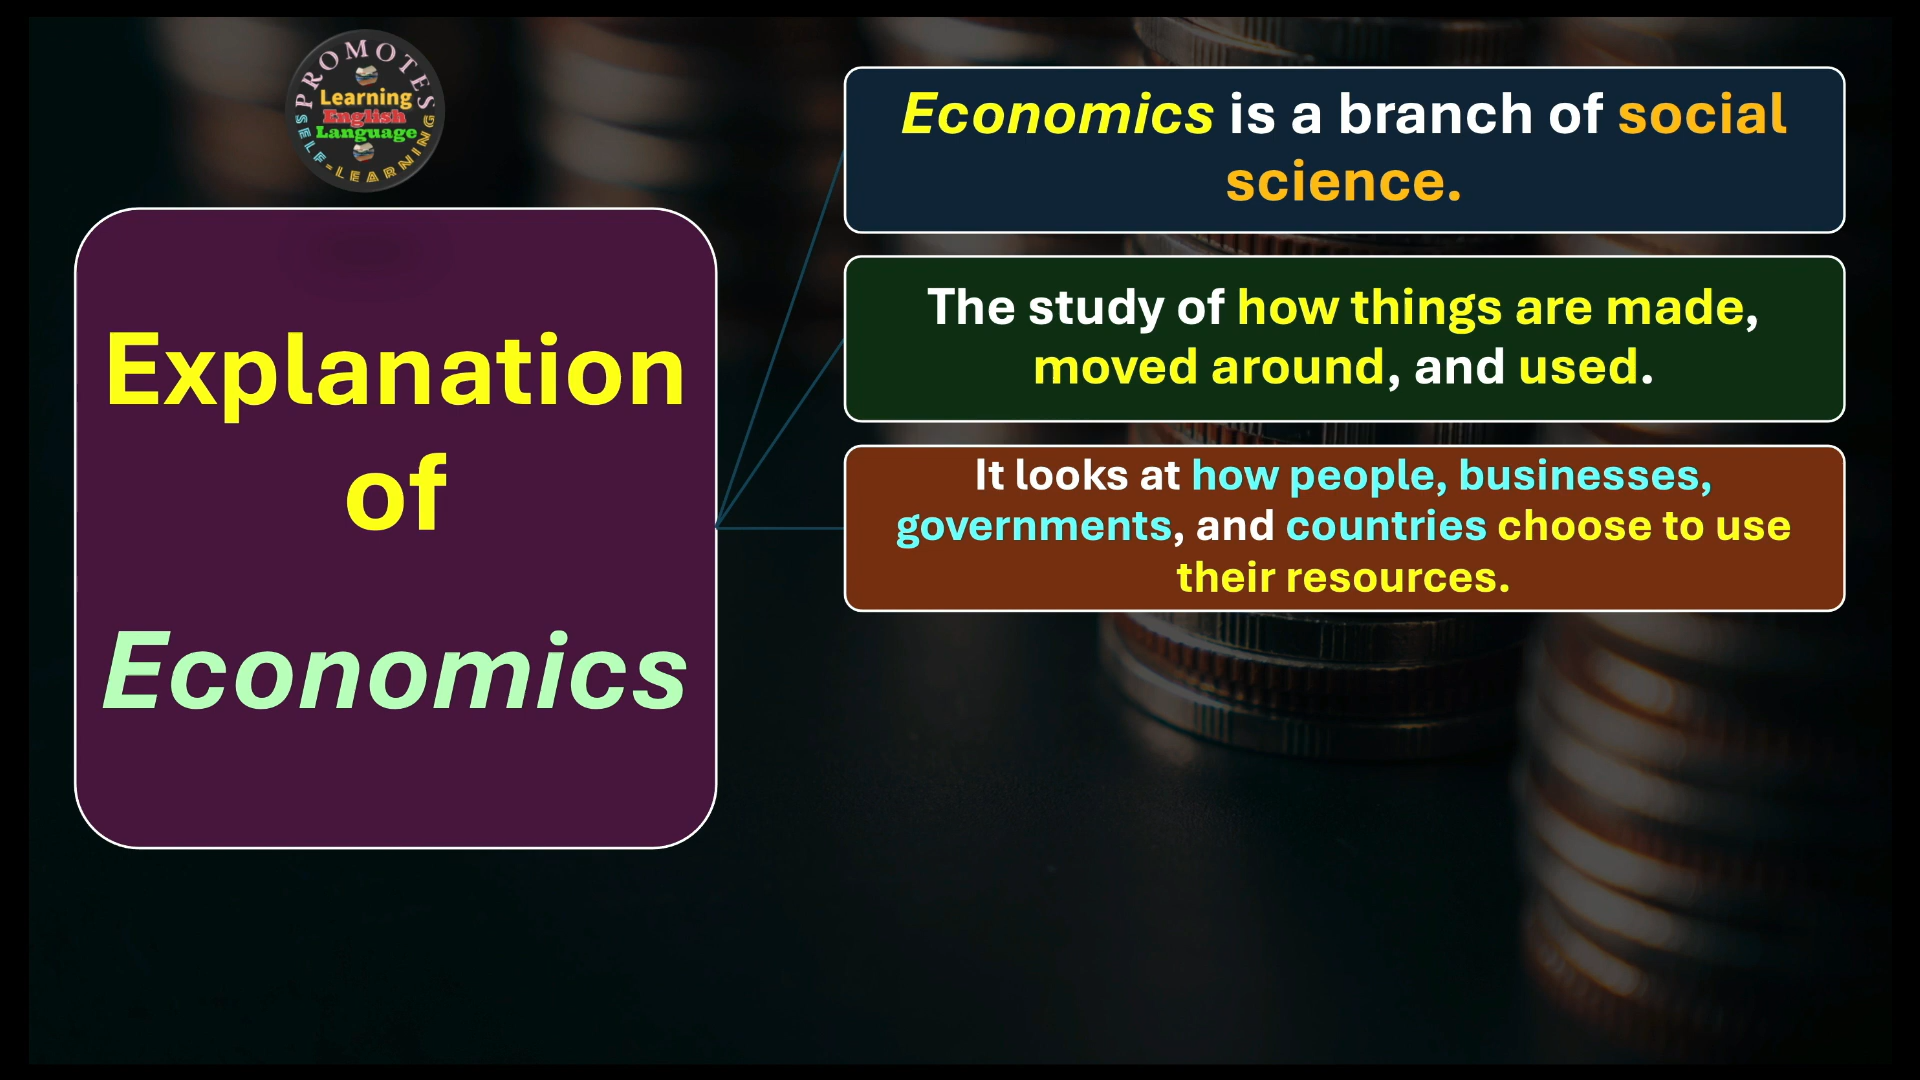 PROMOTES
Learning
English
Language
SELF-LEARNING
Explanation
of
Economics
Economics is a branch of social
science.
The study of how things are made,
moved around, and used.
It looks at how people, businesses,
governments, and countries choose to use
their resources.